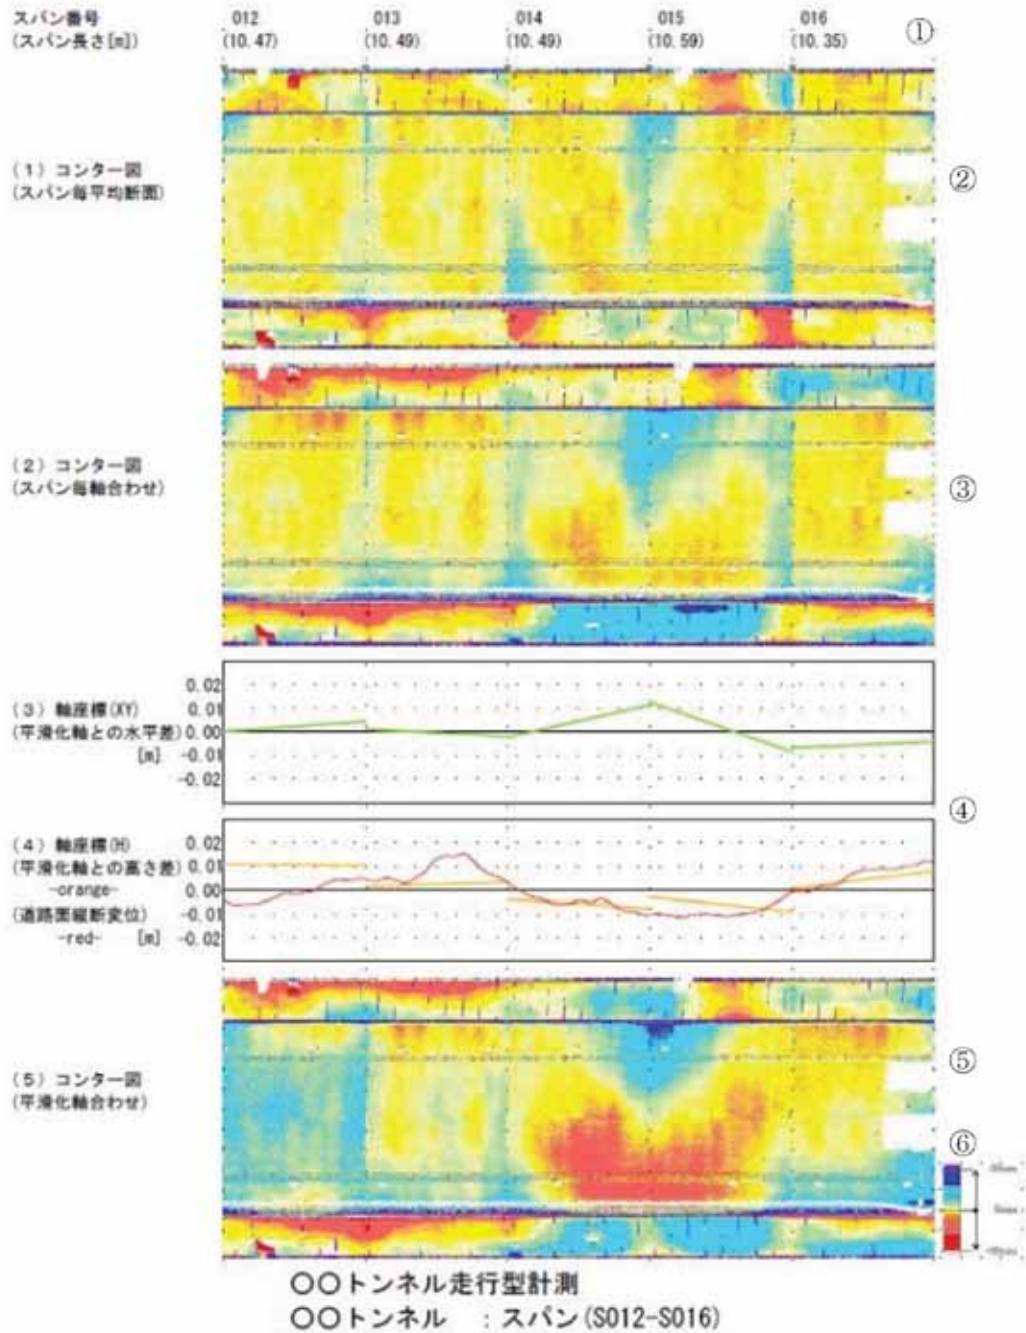 スパン番号
(スパン長さ[m])
012 013 014 015 016
(10.47) (10.49) (10.49) (10.59) (10.35)
①
(1) コンター図
(スパン毎平均断面)
②
(2) コンター図
(スパン毎軸合わせ)
③
(3) 軸座標(XY)
(平滑化軸との水平差)
[m]
0.02
0.01
0.00
-0.01
-0.02
④
(4) 軸座標(H)
(平滑化軸との高さ差)
-orange-
(道路面縦断変位)
-red- [m]
0.02
0.01
0.00
-0.01
-0.02
(5) コンター図
(平滑化軸合わせ)
⑤
⑥
〇〇トンネル走行型計測
〇〇トンネル :スパン(S012-S016)